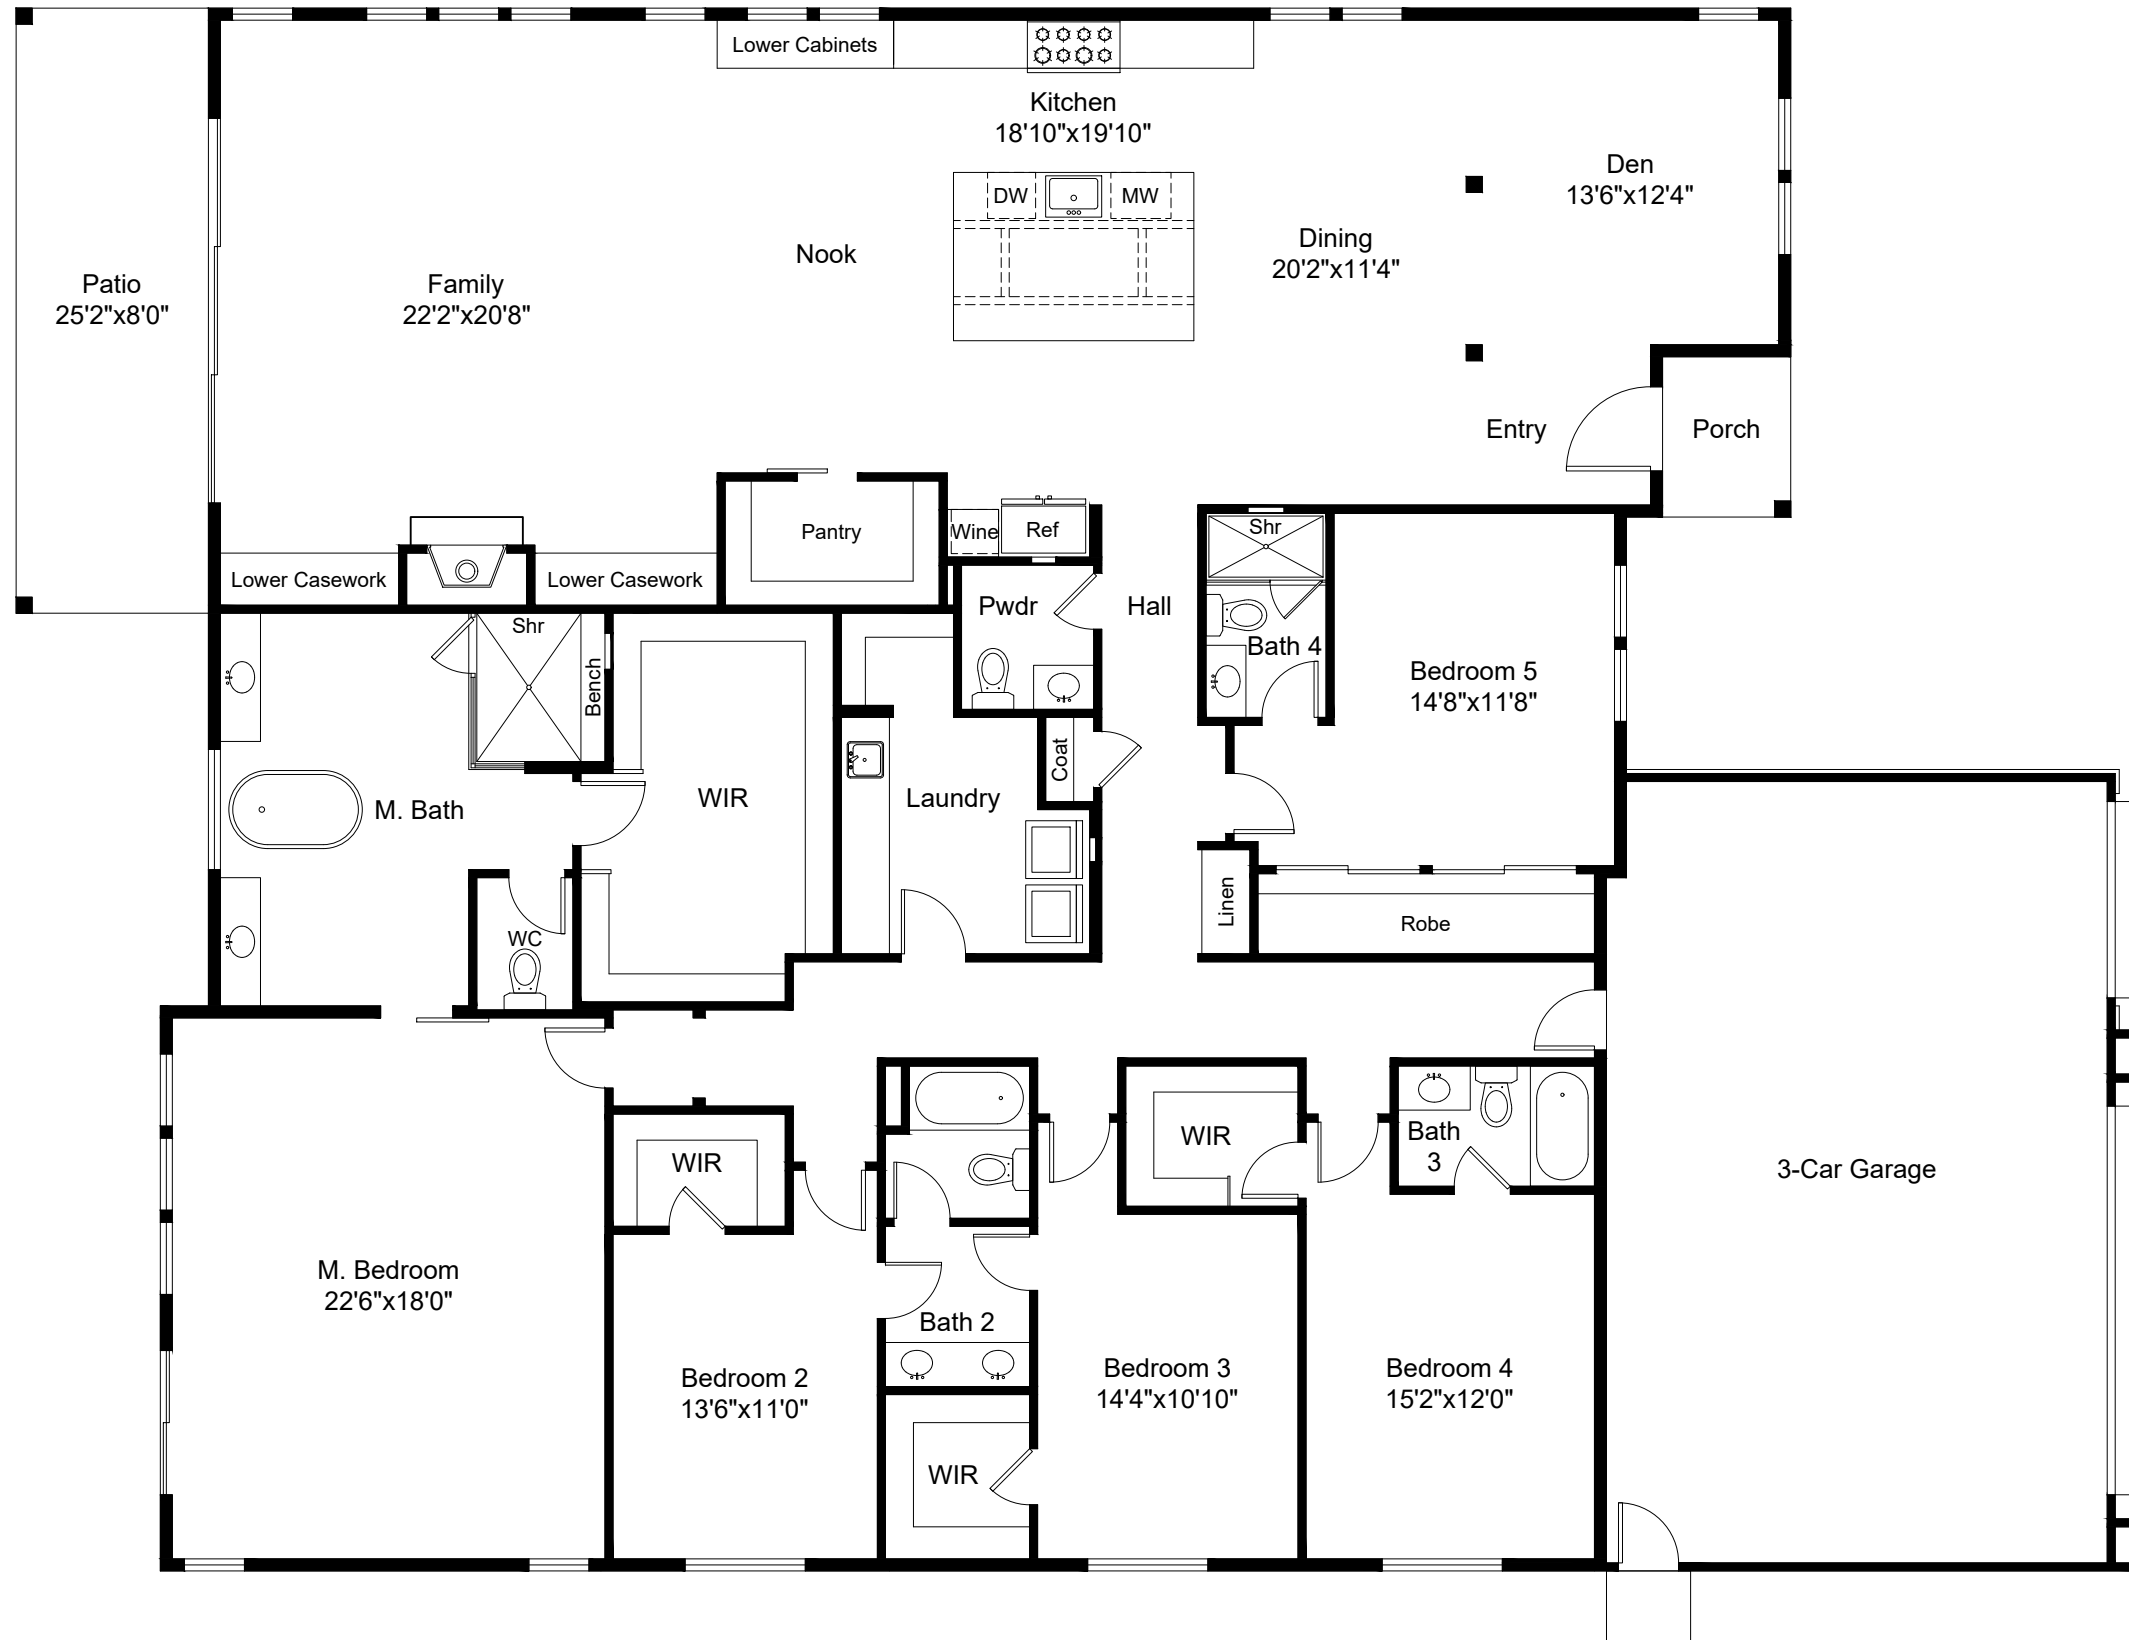 Lower Cabinets
Kitchen
18'10"x19'10"
Den
13'6"x12'4"
DW
MW
Dining
20'2"x11'4"
Nook
Patio
25'2"x8'0"
Family
22'2"x20'8"
Entry
Porch
Pantry
Wine
Ref
Shr
Lower Casework
Lower Casework
Pwdr
Hall
Shr
Bath 4
Bench
Bedroom 5
14'8"x11'8"
Coat
M. Bath
WIR
Laundry
Linen
Robe
WC
WIR
WIR
Bath
3
3-Car Garage
M. Bedroom
22'6"x18'0"
Bath 2
Bedroom 2
13'6"x11'0"
Bedroom 3
14'4"x10'10"
Bedroom 4
15'2"x12'0"
WIR